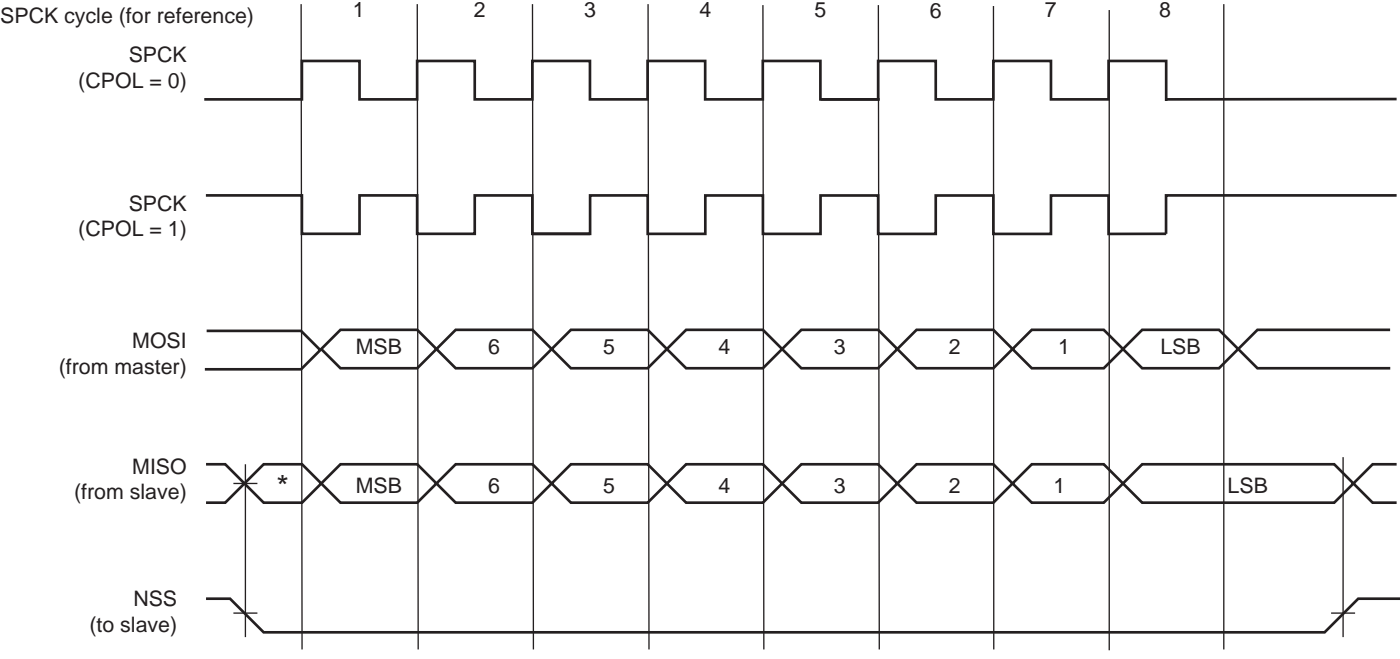 SPCK cycle (for reference) 1 2 3 4 5 6 7 8
SPCK
(CPOL = 0)
SPCK
(CPOL = 1)
MOSI
(from master)
MSB 6 5 4 3 2 1 LSB
MISO
(from slave)
* MSB 6 5 4 3 2 1 LSB
NSS
(to slave)